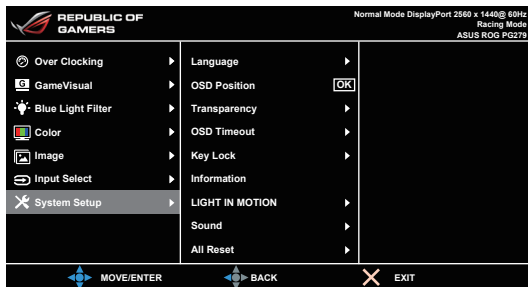 REPUBLIC OF
GAMERS
Normal Mode DisplayPort 2560 x 1440@ 60Hz
Racing Mode
ASUS ROG PG279
Over Clocking
G GameVisual
Blue Light Filter
Color
Image
Input Select
System Setup
Language
OSD Position OK
Transparency
OSD Timeout
Key Lock
Information
LIGHT IN MOTION
Sound
All Reset
MOVE/ENTER BACK EXIT